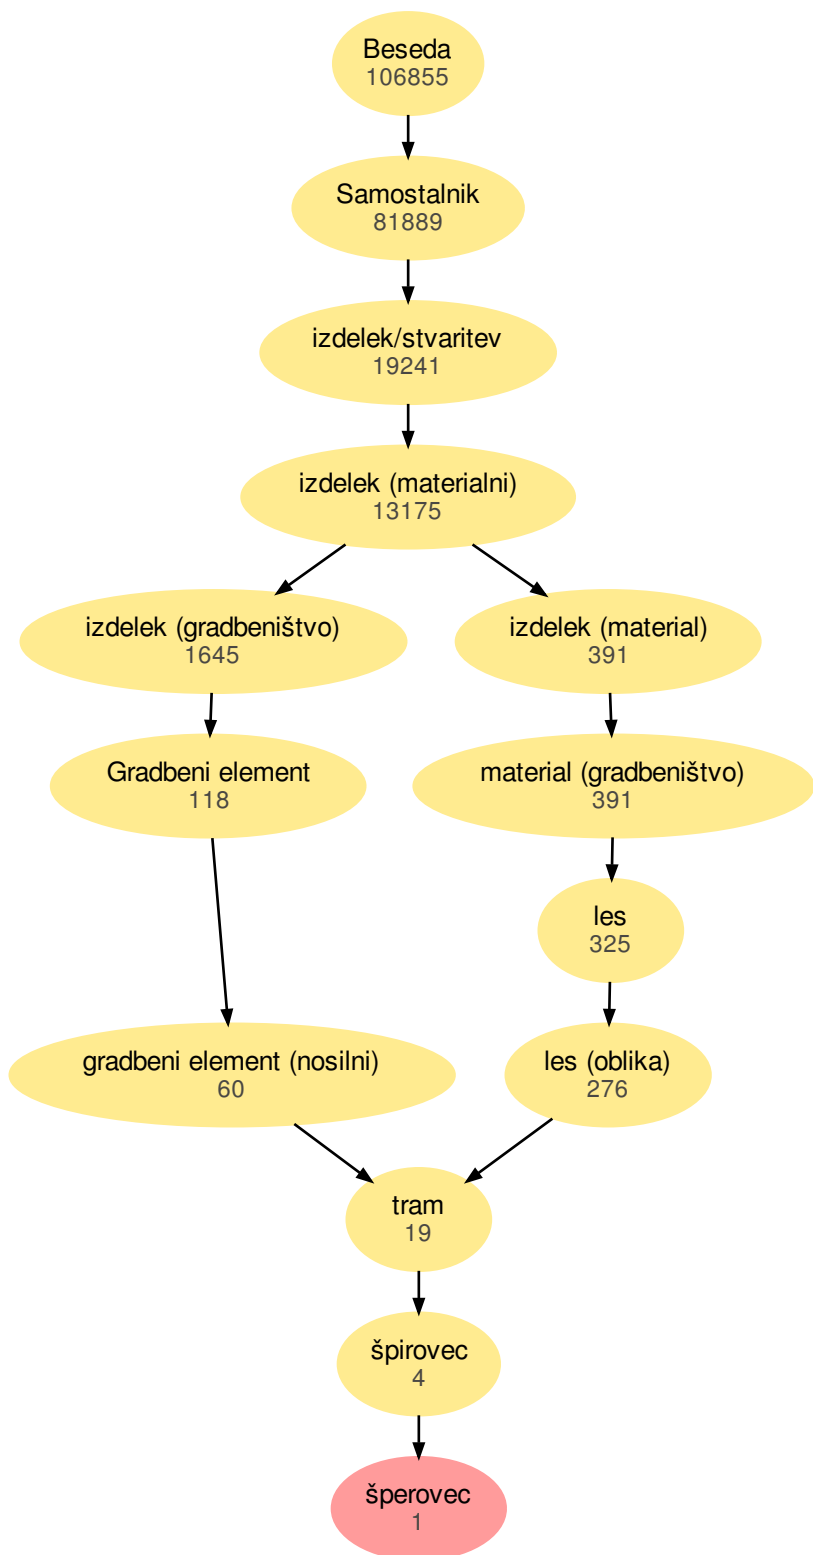 Beseda
106855
Samostalnik
81889
izdelek/stvaritev
19241
izdelek (materialni)
13175
izdelek (gradbeništvo)
1645
izdelek (material)
391
Gradbeni element
118
material (gradbeništvo)
391
les
325
gradbeni element (nosilni)
60
les (oblika)
276
tram
19
špirovec
4
šperovec
1